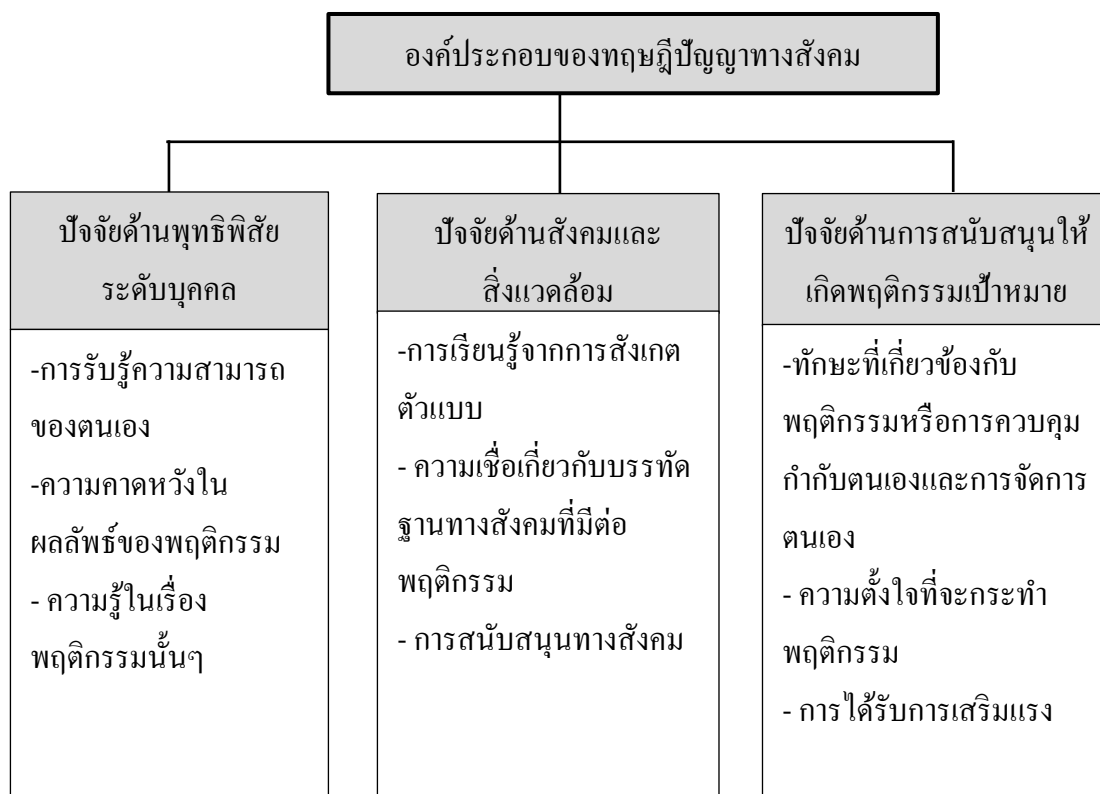 องค์ประกอบของทฤษฎีปัญญาทางสังคม
ปัจจัยด้านพุทธิพิสัย
ระดับบุคคล
-การรับรู้ความสามารถ
ของตนเอง
-ความคาดหวังใน
ผลลัพธ์ของพฤติกรรม
- ความรู้ในเรื่อง
พฤติกรรมนั้นๆ
ปัจจัยด้านสังคมและ
สิ่งแวดล้อม
-การเรียนรู้จากการสังเกต
ตัวแบบ
- ความเชื่อเกี่ยวกับบรรทัด
ฐานทางสังคมที่มีต่อ
พฤติกรรม
- การสนับสนุนทางสังคม
ปัจจัยด้านการสนับสนุนให้
เกิดพฤติกรรมเป้าหมาย
-ทักษะที่เกี่ยวข้องกับ
พฤติกรรมหรือการควบคุม
กำกับตนเองและการจัดการ
ตนเอง
- ความตั้งใจที่จะกระทำ
พฤติกรรม
- การได้รับการเสริมแรง